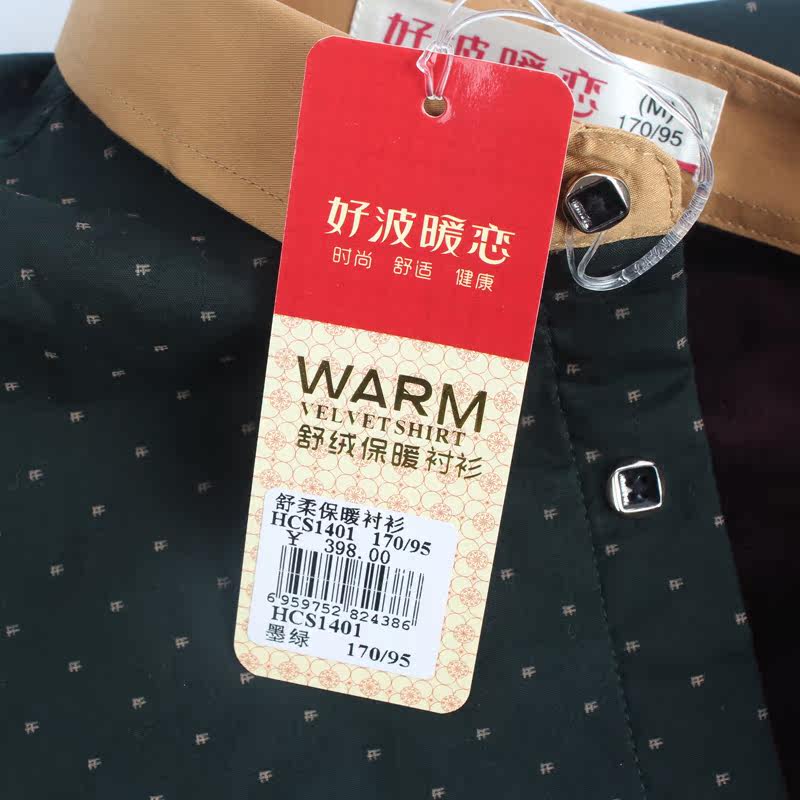 好波暖恋
(M)
170/95
好波暖恋
时尚 舒适 健康
WARM
VELVETSHIRT
舒绒保暖衬衫
舒柔保暖衬衫
HCS1401 170/95
¥ 398.00
6 959752 824386
HCS1401
墨绿 170/95